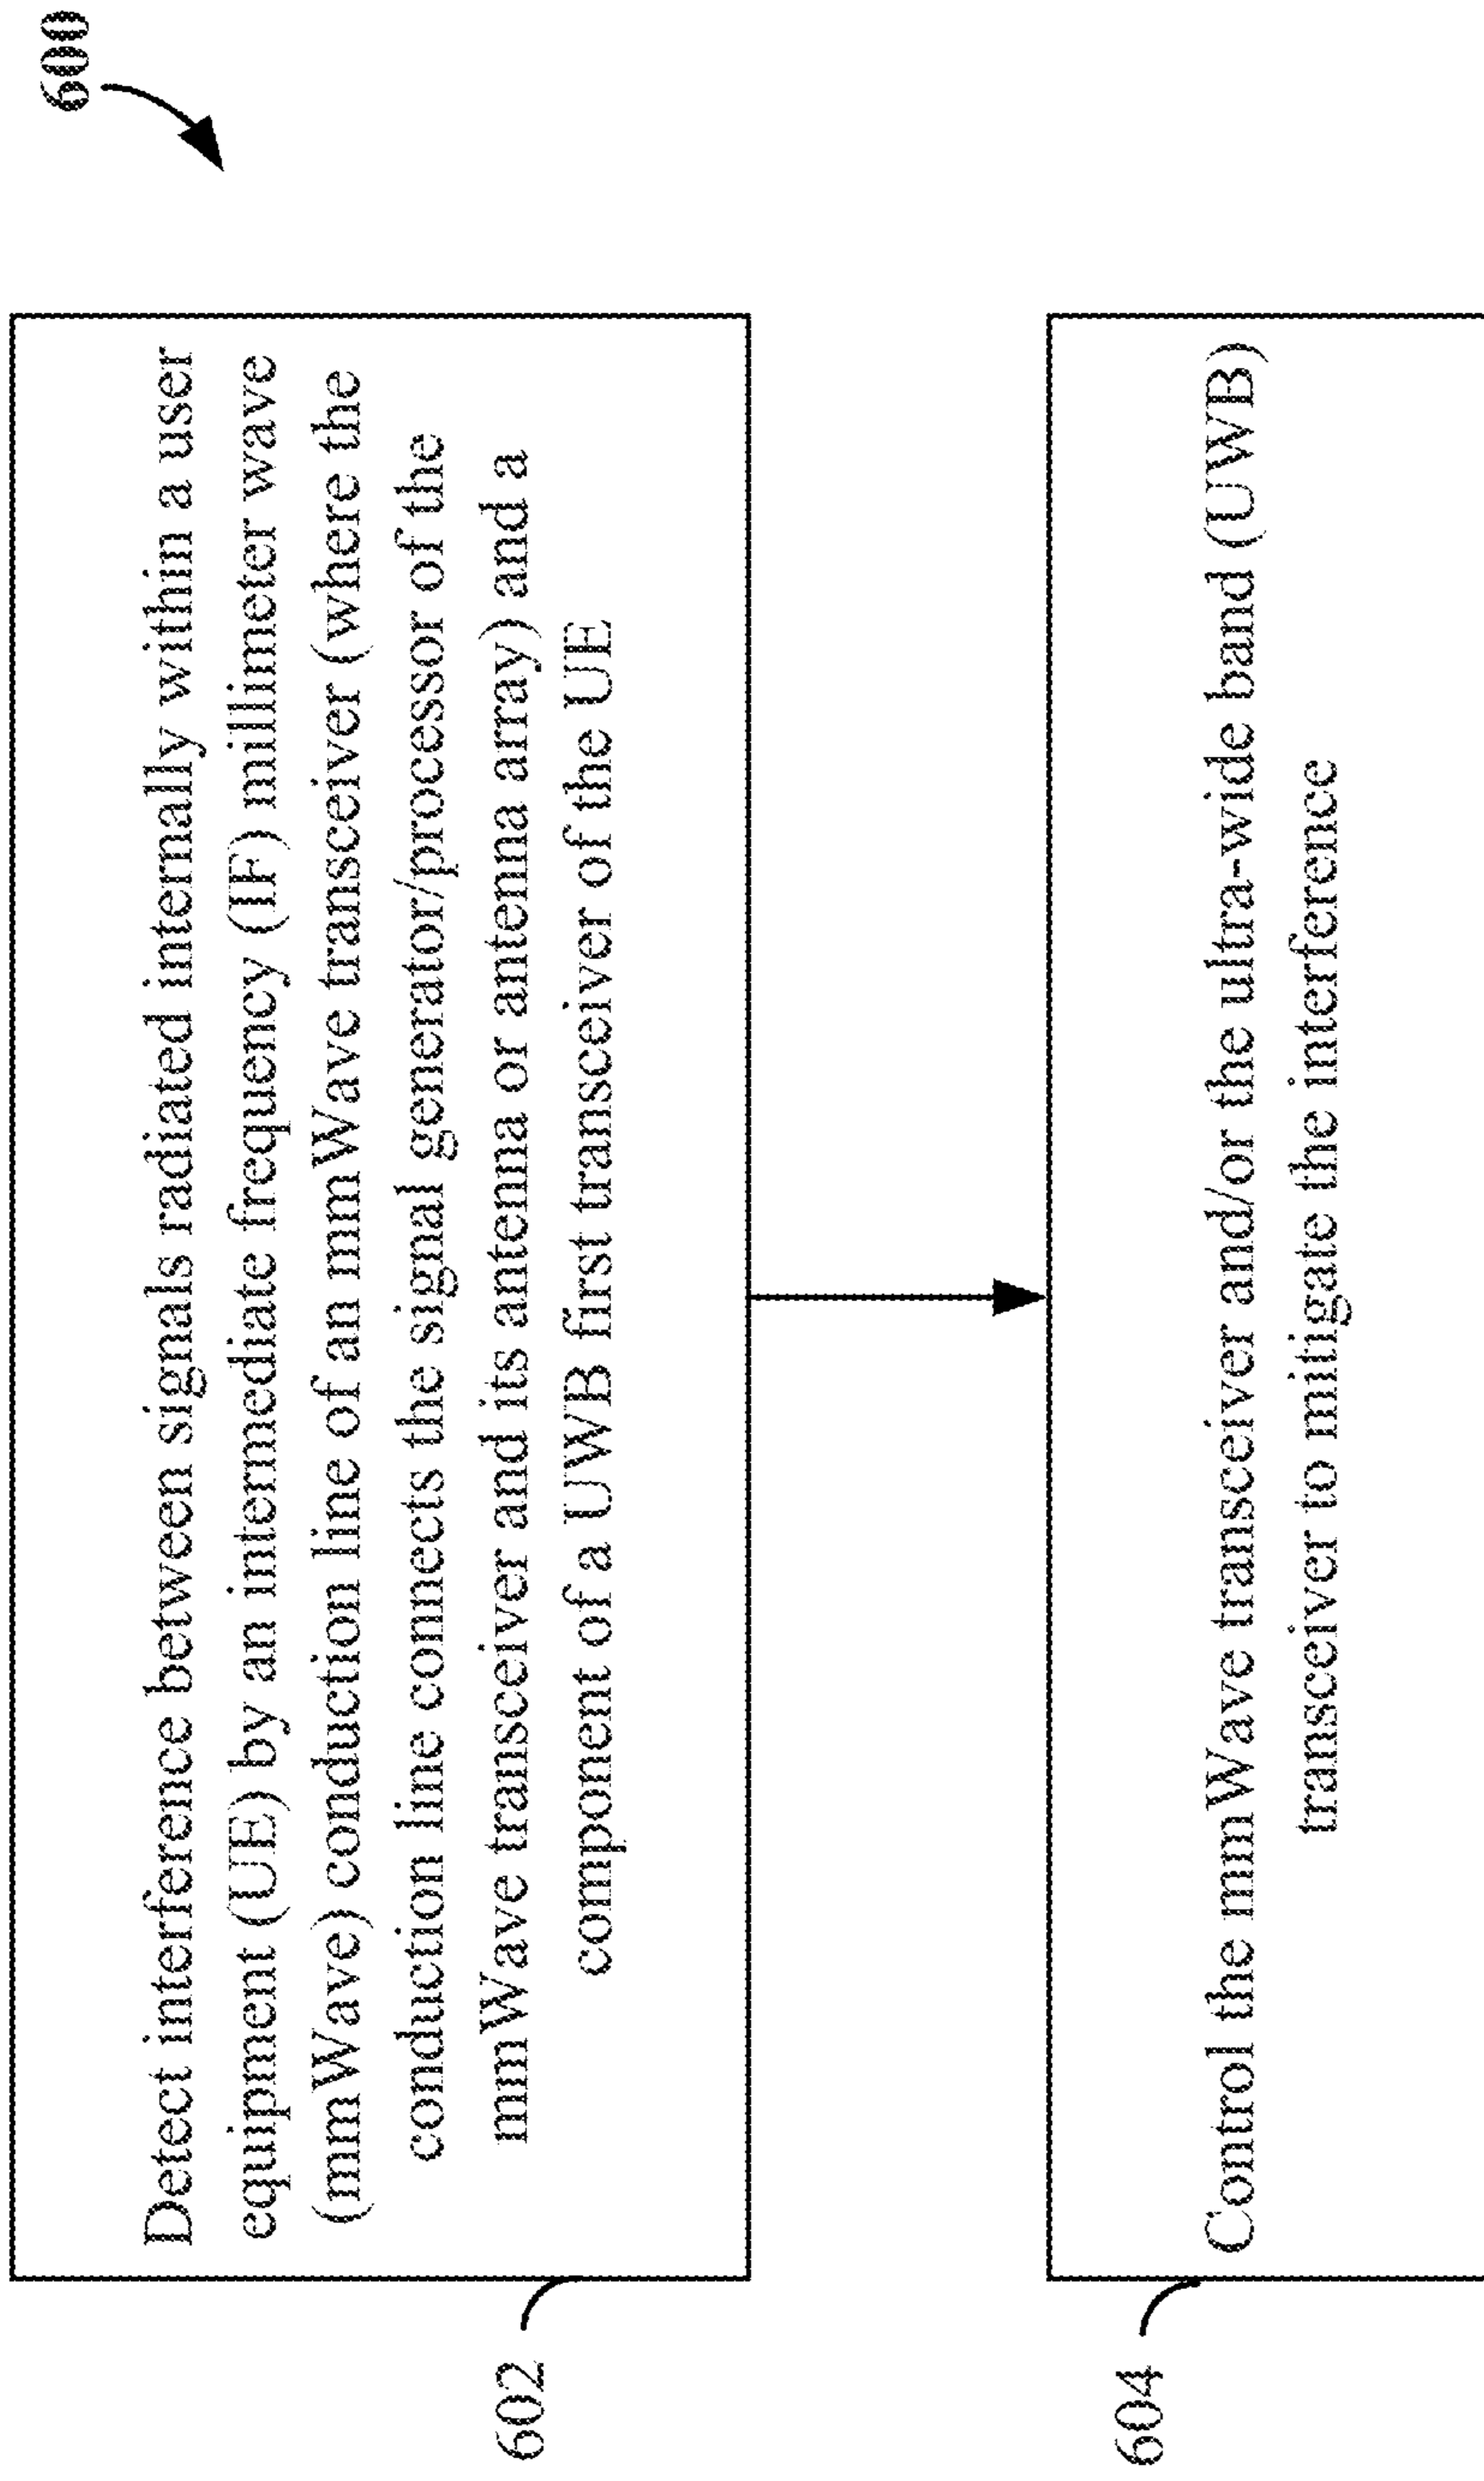 600
602
Detect interference between signals radiated internally within a user
equipment (UE) by an intermediate frequency (IF) millimeter wave
(mmWave) conduction line of an mmWave transceiver (where the
conduction line connects the signal generator/processor of the
mmWave transceiver and its antenna or antenna array) and a
component of a UWB first transceiver of the UE
604
Control the mmWave transceiver and/or the ultra-wide band (UWB)
transceiver to mitigate the interference